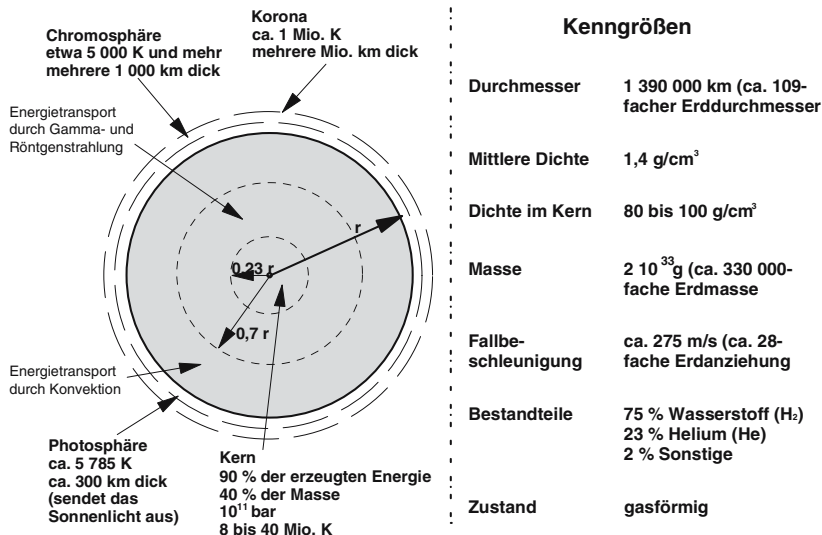 Chromosphäre
etwa 5 000 K und mehr
mehrere 1 000 km dick
Korona
ca. 1 Mio. K
mehrere Mio. km dick
Energietransport
durch Gamma- und
Röntgenstrahlung
r
0,23 r
0,7 r
Energietransport
durch Konvektion
Photosphäre
ca. 5 785 K
ca. 300 km dick
(sendet das
Sonnenlicht aus)
Kern
90 % der erzeugten Energie
40 % der Masse
10¹¹ bar
8 bis 40 Mio. K
Kenngrößen
Durchmesser 1 390 000 km (ca. 109-
facher Erddurchmesser
Mittlere Dichte 1,4 g/cm³
Dichte im Kern 80 bis 100 g/cm³
Masse 2 10³³g (ca. 330 000-
fache Erdmasse
Fallbe- ca. 275 m/s (ca. 28-
schleunigung fache Erdanziehung
Bestandteile 75 % Wasserstoff (H₂)
23 % Helium (He)
2 % Sonstige
Zustand gasförmig